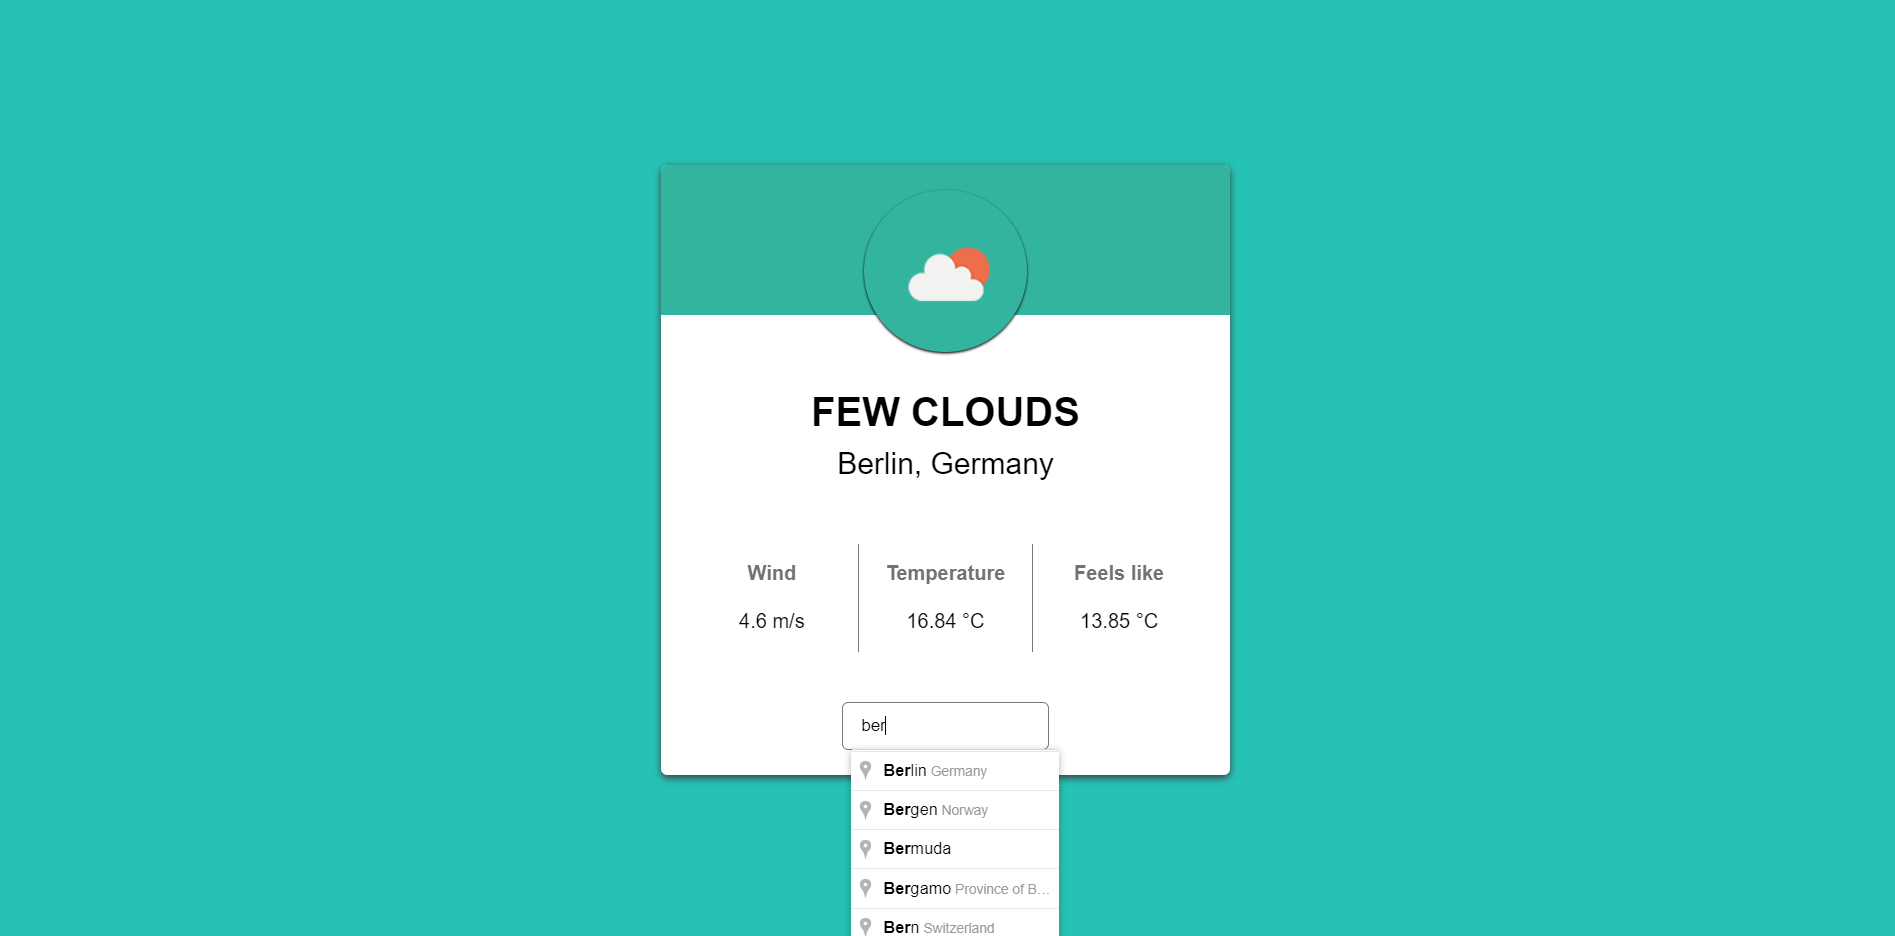 FEW CLOUDS
Berlin, Germany
Wind
Temperature
Feels like
4.6 m/s
16.84 °C
13.85 °C
ber
Berlin Germany
Bergen Norway
Bermuda
Bergamo Province of B...
Bern Switzerland